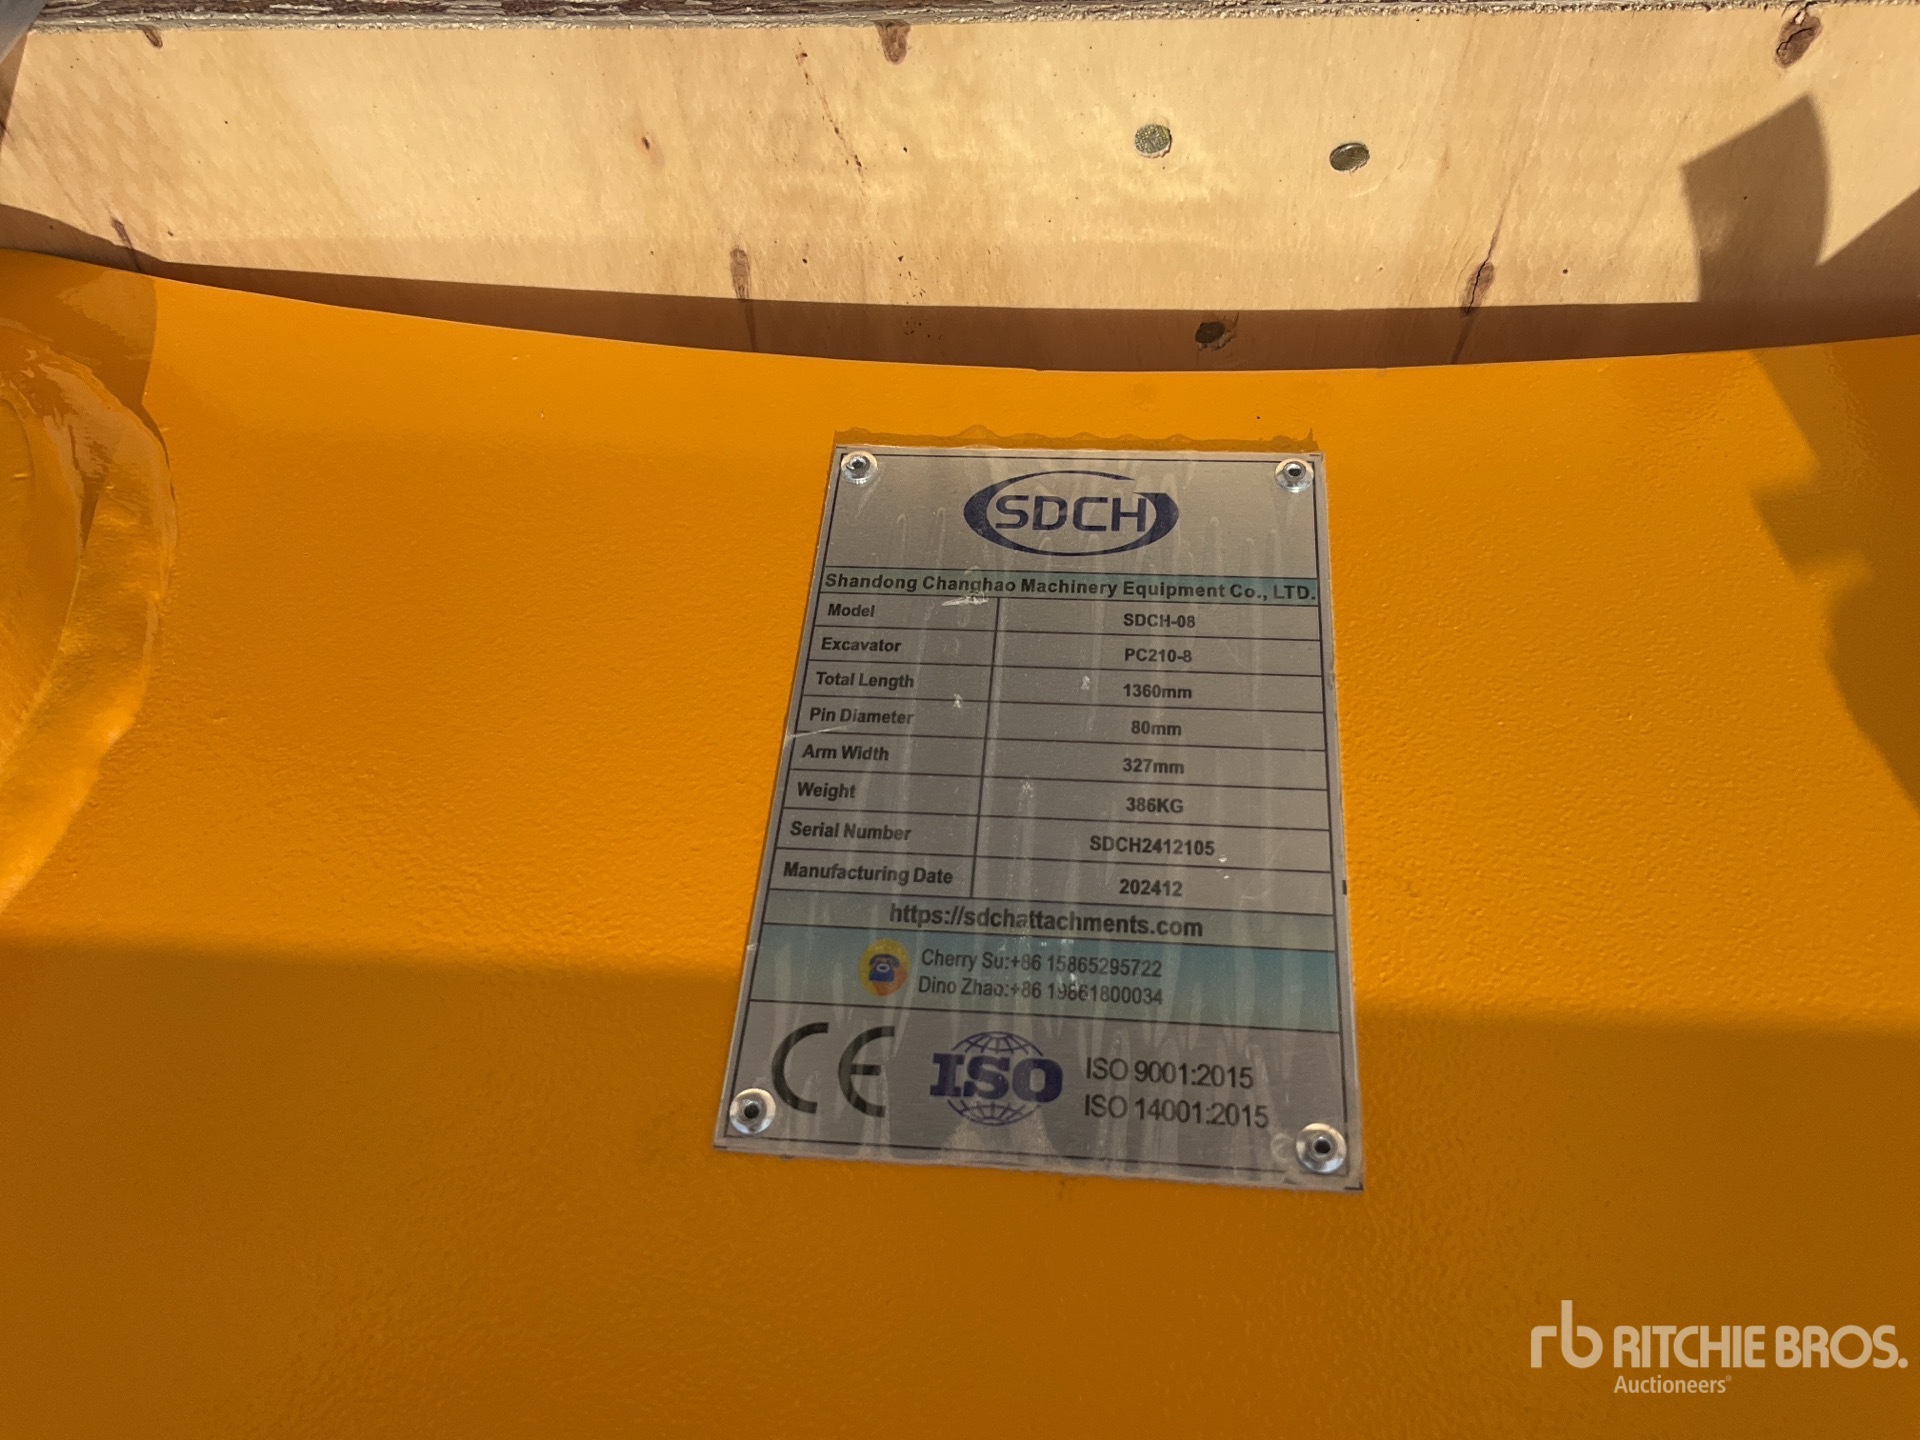 SDCH
Shandong Changhao Machinery Equipment Co., LTD.
Model SDCH-08
Excavator PC210-8
Total Length 1360mm
Pin Diameter 80mm
Arm Width 327mm
Weight 386KG
Serial Number SDCH2412105
Manufacturing Date 202412
https://sdchattachments.com
Cherry Su:+86 15865295722
Dino Zhao:+86 19861800034
CE ISO ISO 9001:2015
ISO 14001:2015
rb RITCHIE BROS.
Auctioneers